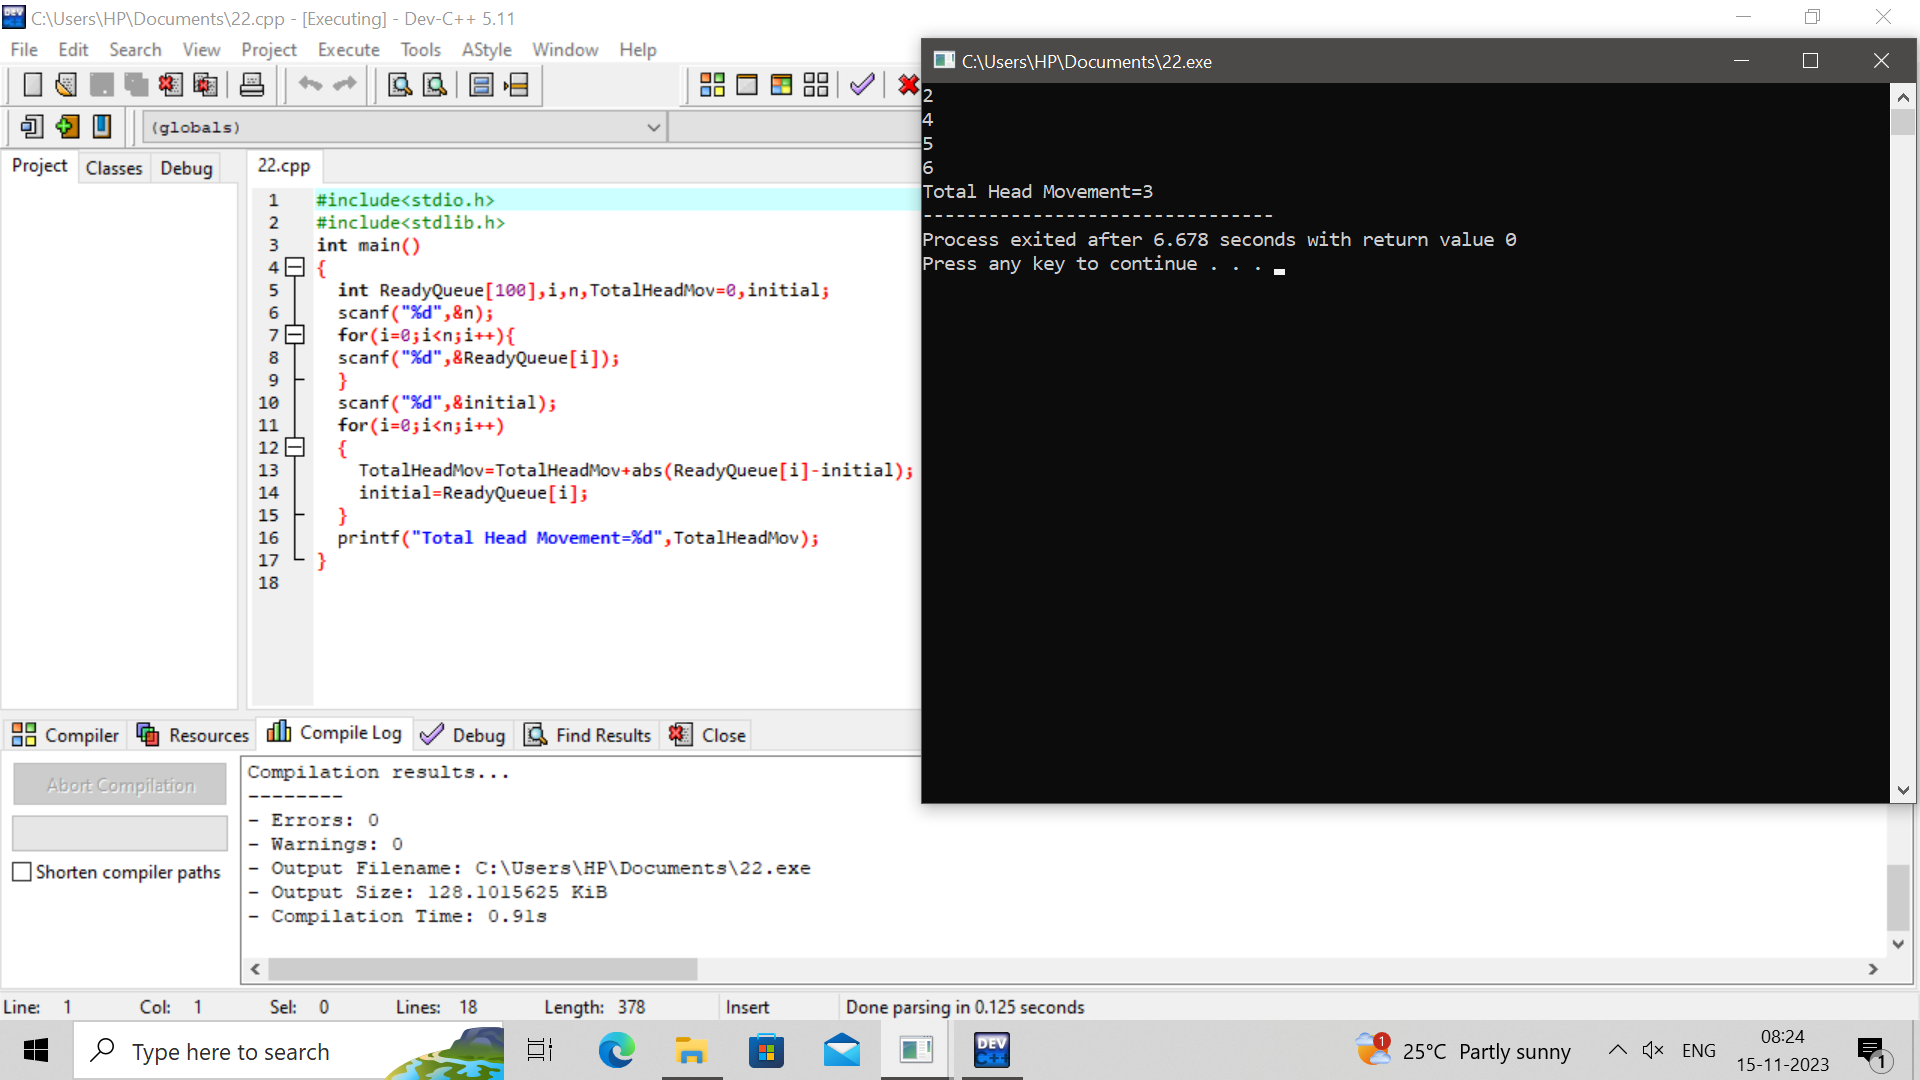 C:\Users\HP\Documents\22.cpp - [Executing] - Dev-C++ 5.11
File Edit Search View Project Execute Tools AStyle Window Help
(globals)
Project Classes Debug
22.cpp
1 #include<stdio.h>
2 #include<stdlib.h>
3 int main()
4 {
5 int ReadyQueue[100],i,n,TotalHeadMov=0,initial;
6 scanf("%d",&n);
7 for(i=0;i<n;i++){
8 scanf("%d",&ReadyQueue[i]);
9 }
10 scanf("%d",&initial);
11 for(i=0;i<n;i++)
12 {
13 TotalHeadMov=TotalHeadMov+abs(ReadyQueue[i]-initial);
14 initial=ReadyQueue[i];
15 }
16 printf("Total Head Movement=%d",TotalHeadMov);
17 }
18
C:\Users\HP\Documents\22.exe
2
4
5
6
Total Head Movement=3
--------------------------------
Process exited after 6.678 seconds with return value 0
Press any key to continue . . .
Compiler Resources Compile Log Debug Find Results Close
Abort Compilation
Shorten compiler paths
Compilation results...
--------
- Errors: 0
- Warnings: 0
- Output Filename: C:\Users\HP\Documents\22.exe
- Output Size: 128.1015625 KiB
- Compilation Time: 0.91s
Line: 1 Col: 1 Sel: 0 Lines: 18 Length: 378 Insert Done parsing in 0.125 seconds
Type here to search
DEV C++
1
25°C Partly sunny
ENG
08:24
15-11-2023
1